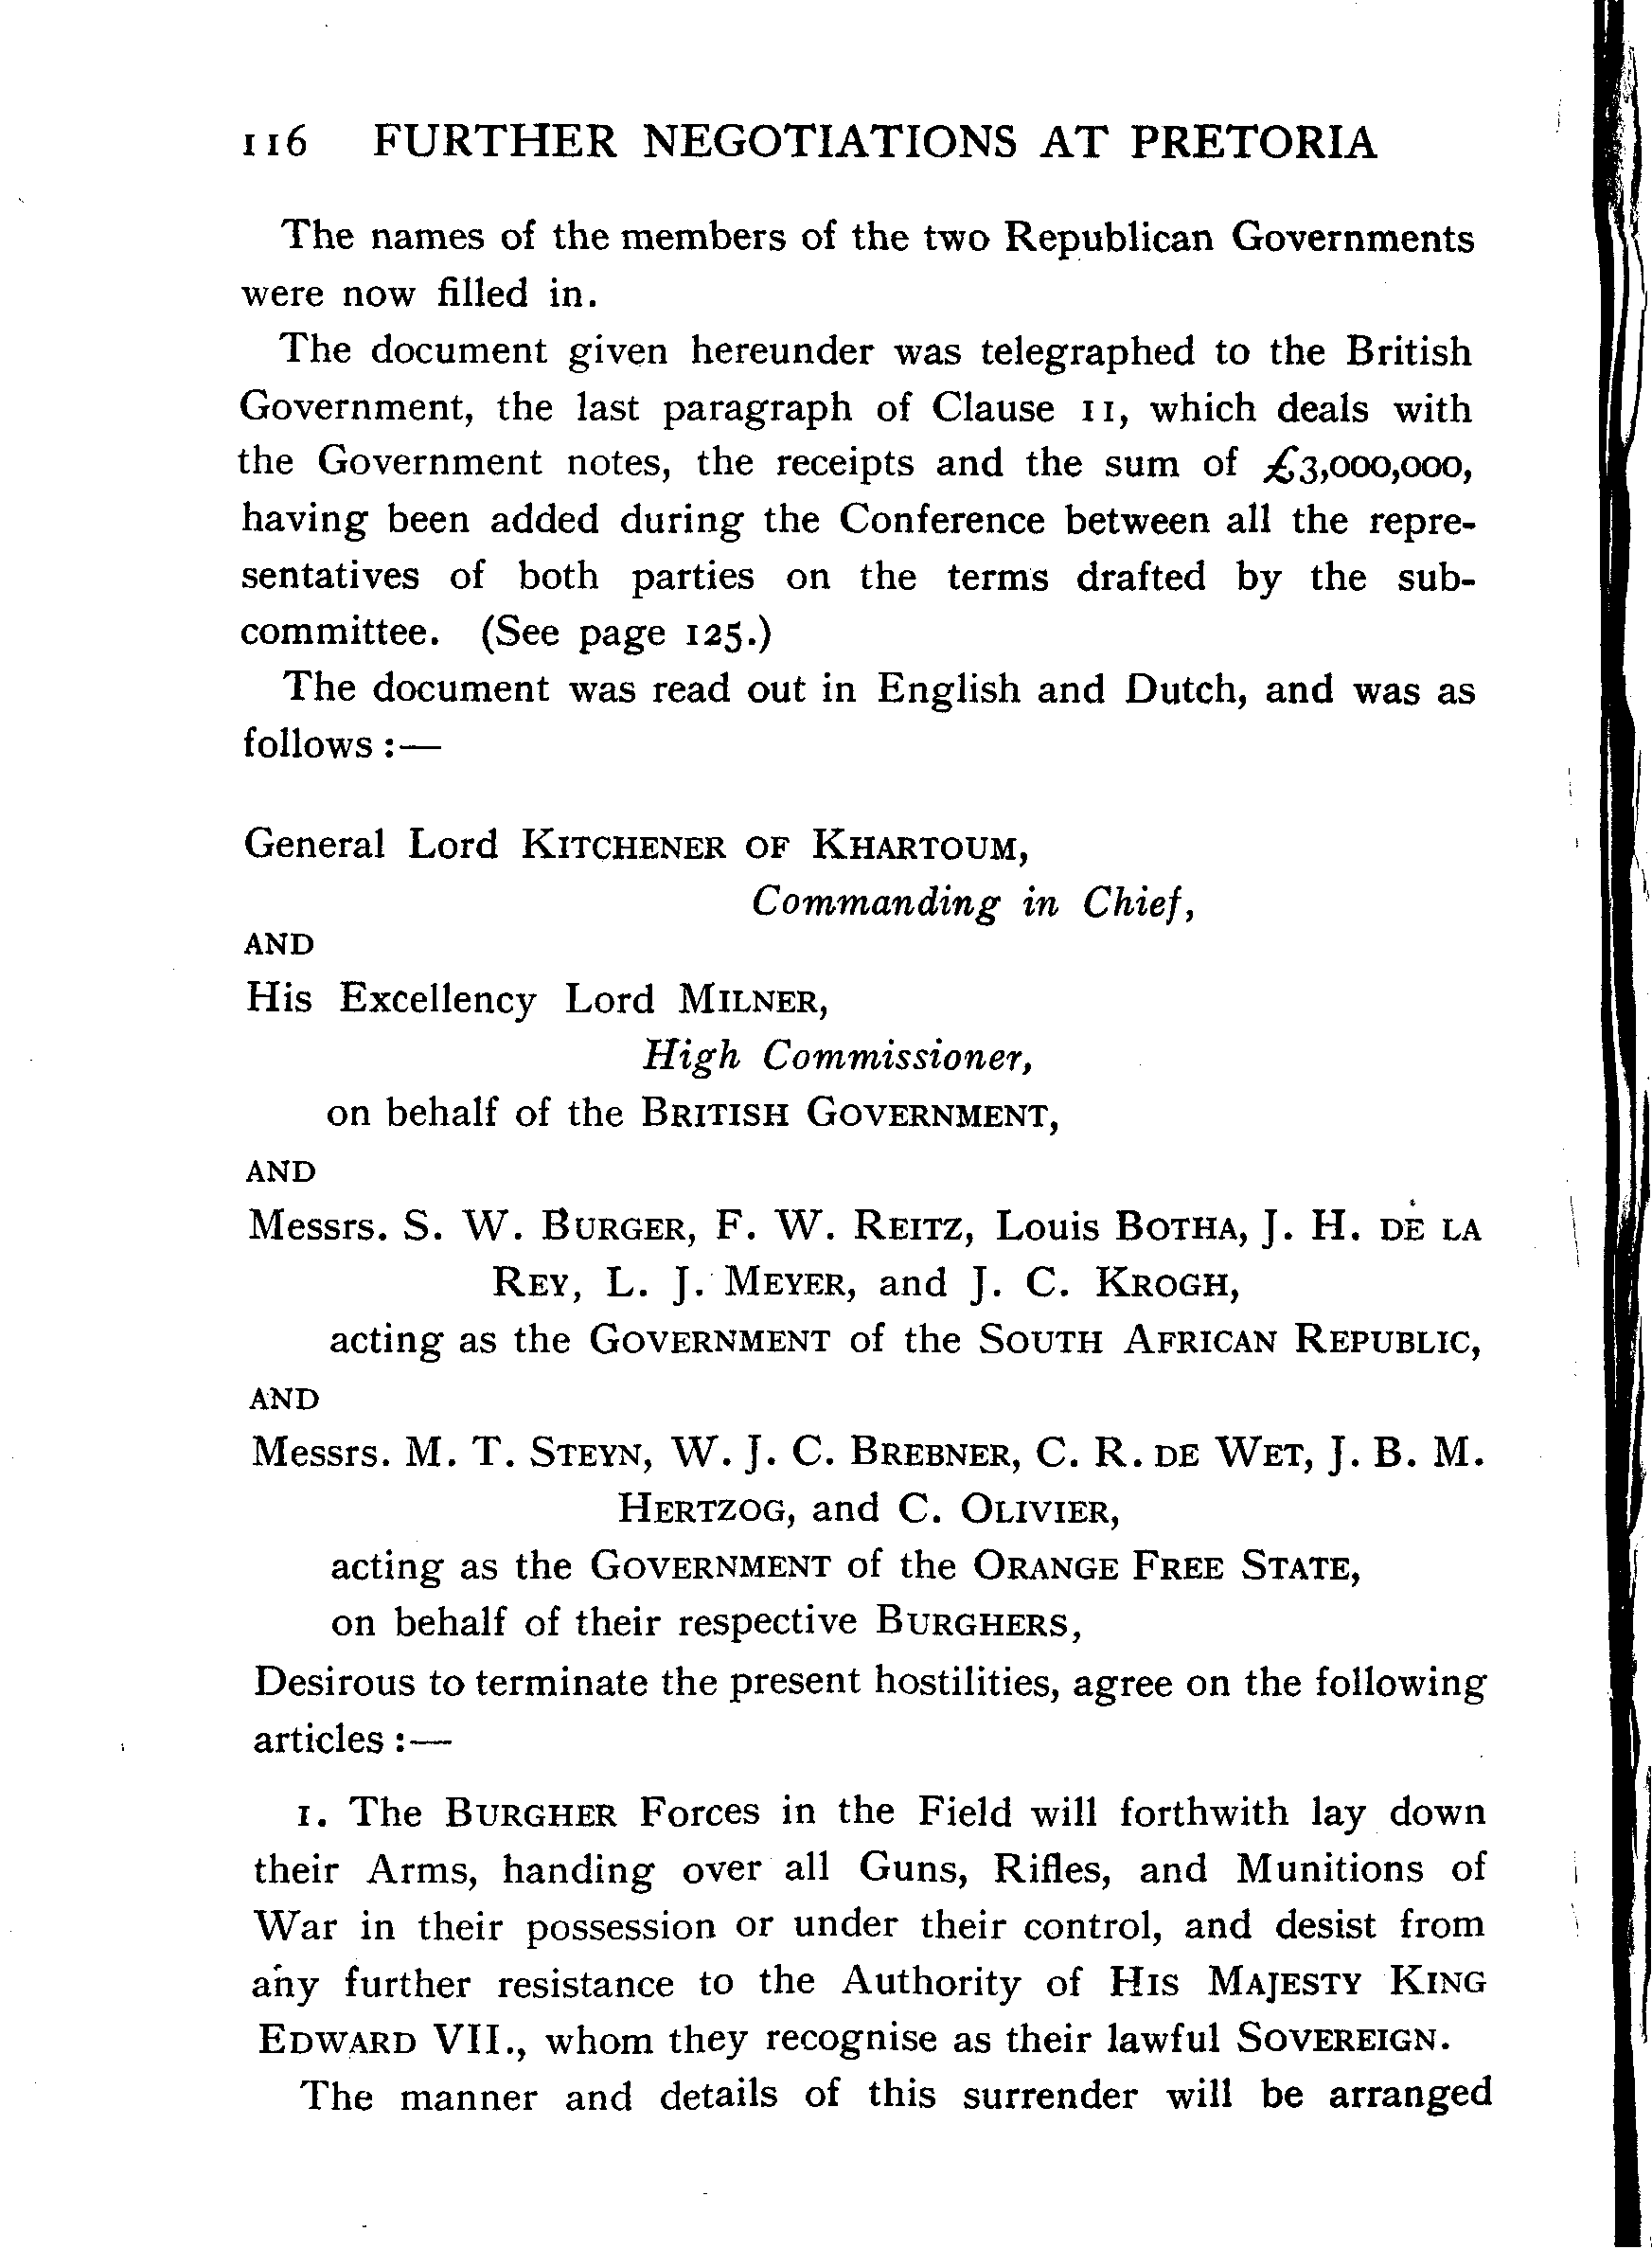 116 FURTHER NEGOTIATIONS AT PRETORIA
The names of the members of the two Republican Governments
were now filled in.
The document given hereunder was telegraphed to the British
Government, the last paragraph of Clause 11, which deals with
the Government notes, the receipts and the sum of £3,000,000,
having been added during the Conference between all the repre-
sentatives of both parties on the terms drafted by the sub-
committee. (See page 125.)
The document was read out in English and Dutch, and was as
follows :—
General Lord KITCHENER OF KHARTOUM,
Commanding in Chief,
AND
His Excellency Lord MILNER,
High Commissioner,
on behalf of the BRITISH GOVERNMENT,
AND
Messrs. S. W. BURGER, F. W. REITZ, Louis BOTHA, J. H. DE LA
REY, L. J. MEYER, and J. C. KROGH,
acting as the GOVERNMENT of the SOUTH AFRICAN REPUBLIC,
AND
Messrs. M. T. STEYN, W. J. C. BREBNER, C. R. DE WET, J. B. M.
HERTZOG, and C. OLIVIER,
acting as the GOVERNMENT of the ORANGE FREE STATE,
on behalf of their respective BURGHERS,
Desirous to terminate the present hostilities, agree on the following
articles :—
1. The BURGHER Forces in the Field will forthwith lay down
their Arms, handing over all Guns, Rifles, and Munitions of
War in their possession or under their control, and desist from
any further resistance to the Authority of HIS MAJESTY KING
EDWARD VII., whom they recognise as their lawful SOVEREIGN.
The manner and details of this surrender will be arranged